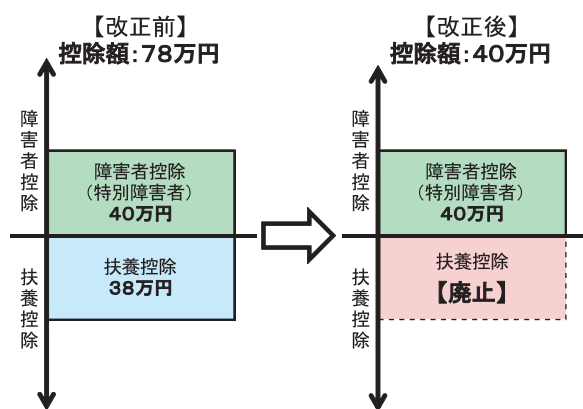 【改正前】
控除額：78万円
障害者控除
障害者控除
（特別障害者）
40万円
扶養控除
扶養控除
38万円
【改正後】
控除額：40万円
障害者控除
障害者控除
（特別障害者）
40万円
扶養控除
扶養控除
【廃止】